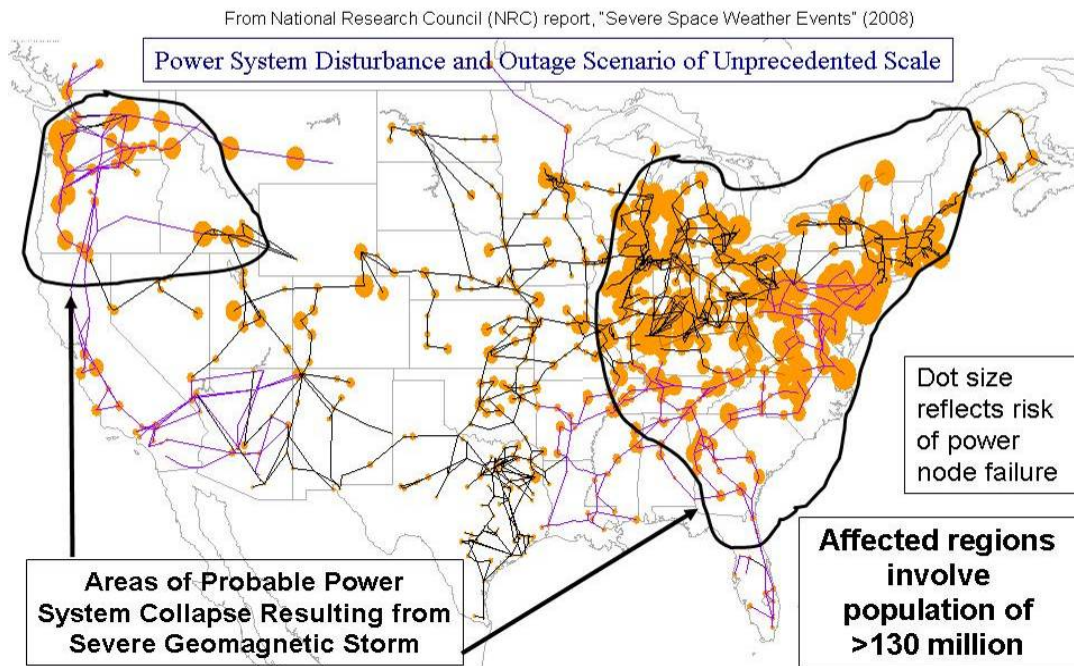 From National Research Council (NRC) report, "Severe Space Weather Events" (2008)
Power System Disturbance and Outage Scenario of Unprecedented Scale
Dot size
reflects risk
of power
node failure
Areas of Probable Power
System Collapse Resulting from
Severe Geomagnetic Storm
Affected regions
involve
population of
>130 million